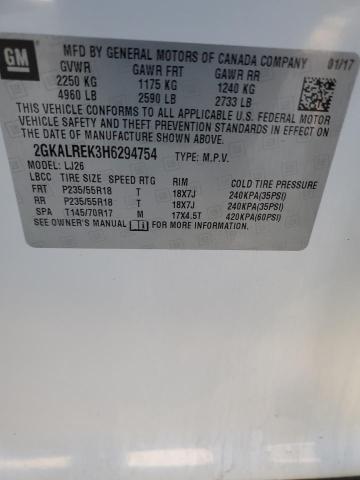 GM
MFD BY GENERAL MOTORS OF CANADA COMPANY 01/17
GVWR GAWR FRT GAWR RR
2250 KG 1175 KG 1240 KG
4960 LB 2590 LB 2733 LB
THIS VEHICLE CONFORMS TO ALL APPLICABLE U.S. FEDERAL MOTOR
VEHICLE SAFETY AND THEFT PREVENTION STANDARDS IN EFFECT ON
THE DATE OF MANUFACTURE SHOWN ABOVE.
2GKALREK3H6294754 TYPE: M.P.V.
MODEL: LJ26
LBCC TIRE SIZE SPEED RTG RIM COLD TIRE PRESSURE
FRT P235/55R18 T 18X7J 240KPA(35PSI)
RR P235/55R18 T 18X7J 240KPA(35PSI)
SPA T145/70R17 M 17X4.5T 420KPA(60PSI)
SEE OWNER'S MANUAL FOR MORE INFORMATION.